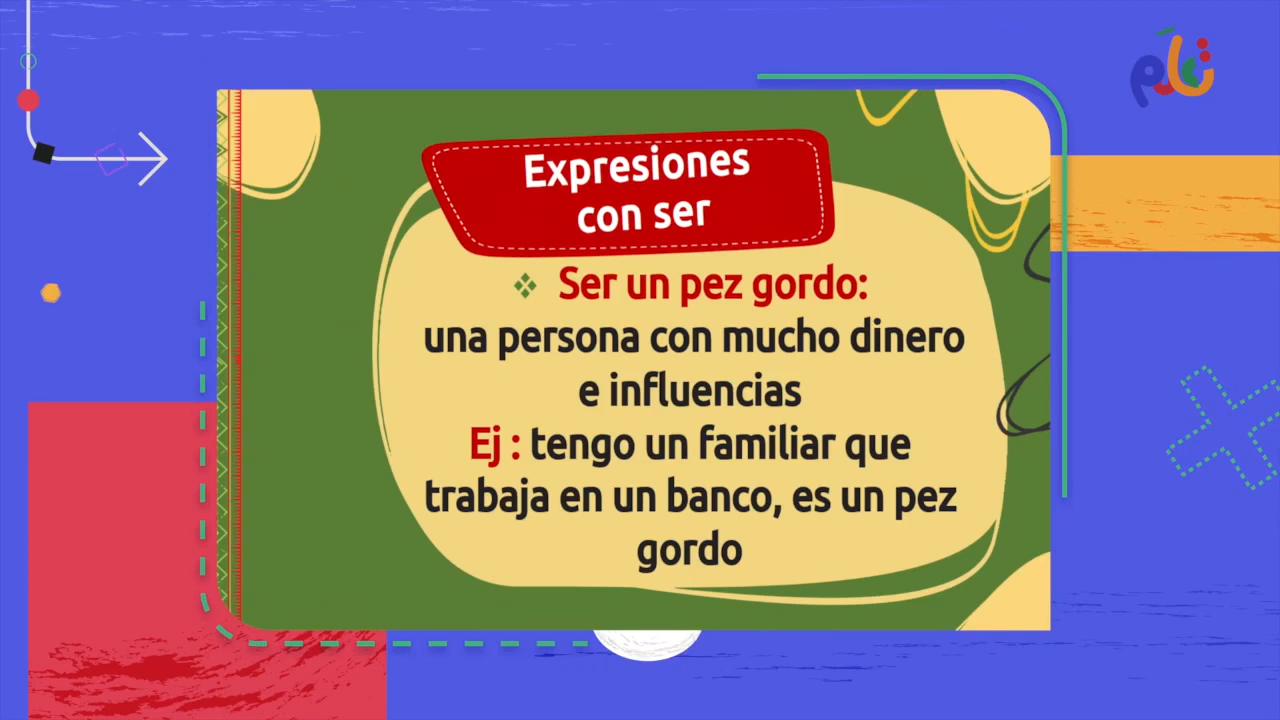 Expresiones
con ser
❖ Ser un pez gordo:
una persona con mucho dinero
e influencias
Ej : tengo un familiar que
trabaja en un banco, es un pez
gordo